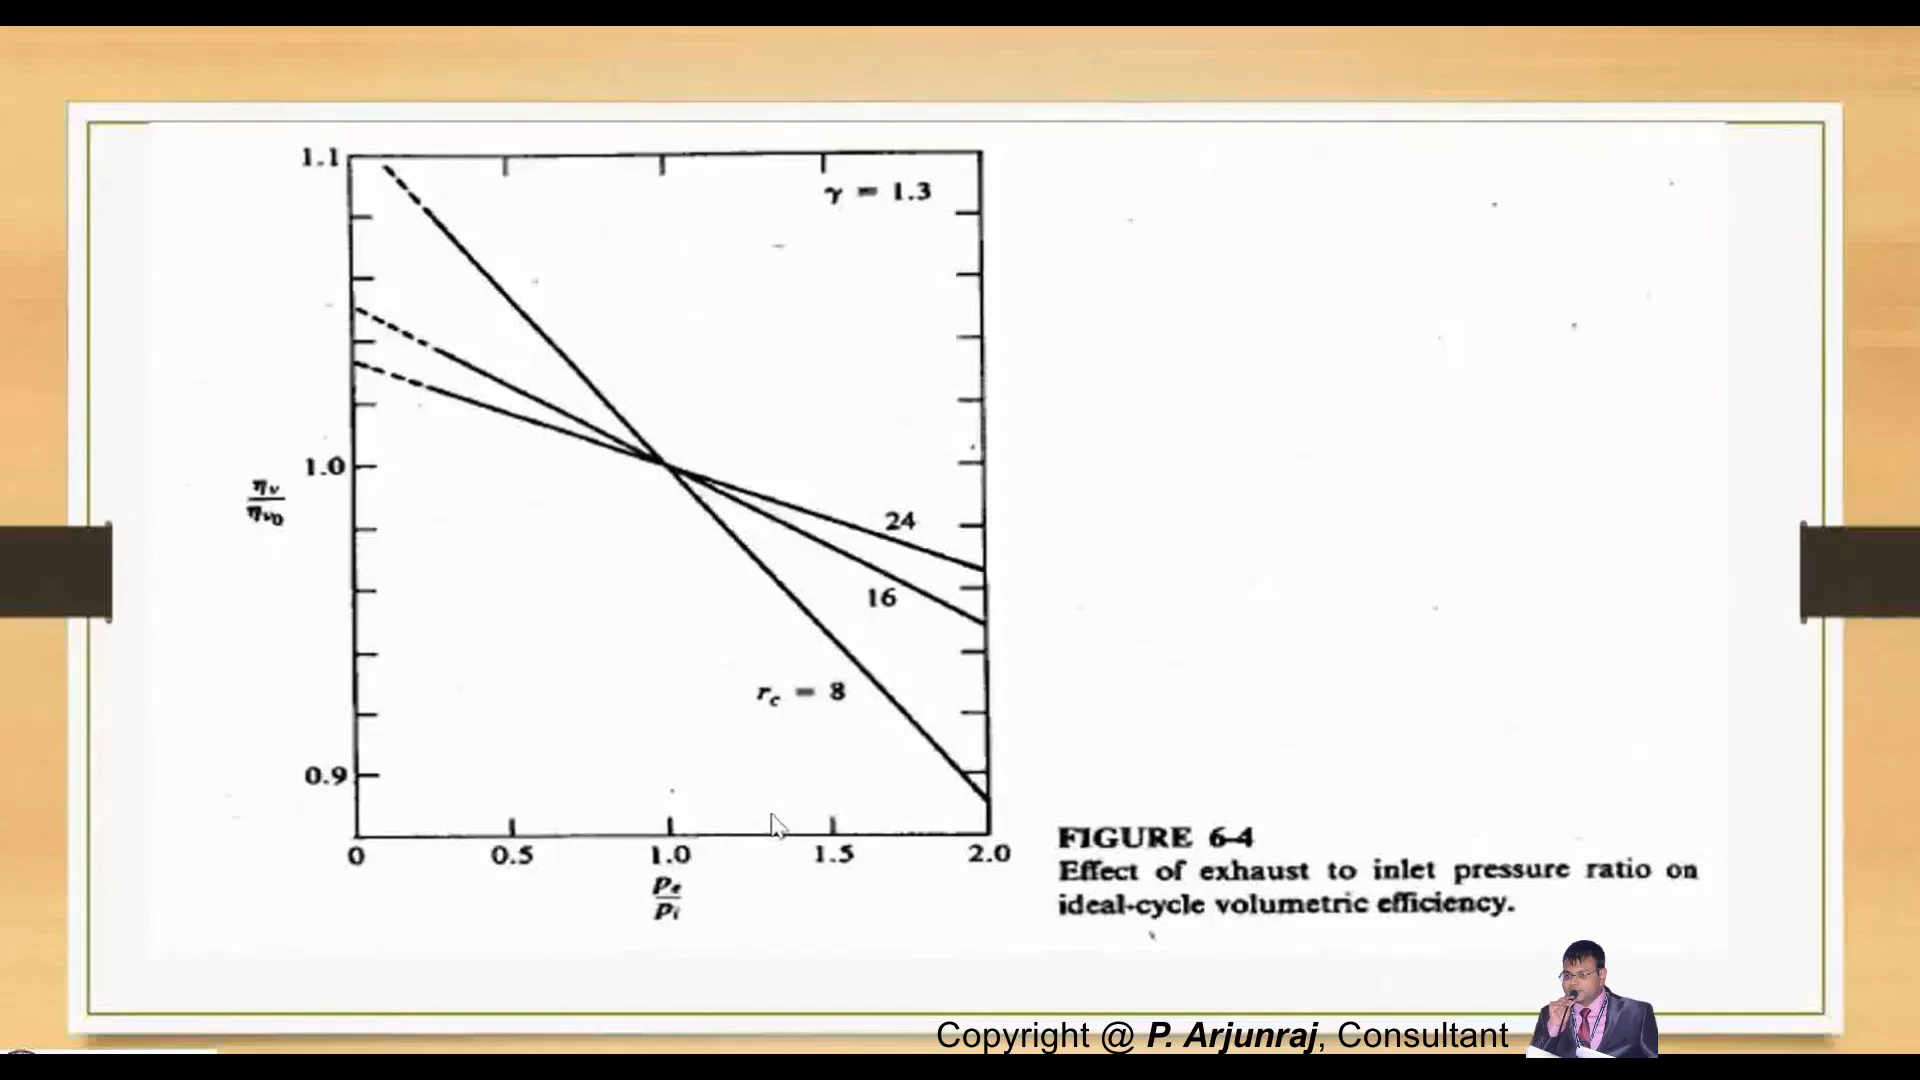 1.1
γ = 1.3
1.0
ηv
ηv0
24
16
rc = 8
0.9
0 0.5 1.0 1.5 2.0
pe
pi
FIGURE 6-4
Effect of exhaust to inlet pressure ratio on
ideal-cycle volumetric efficiency.
Copyright @ P. Arjunraj, Consultant